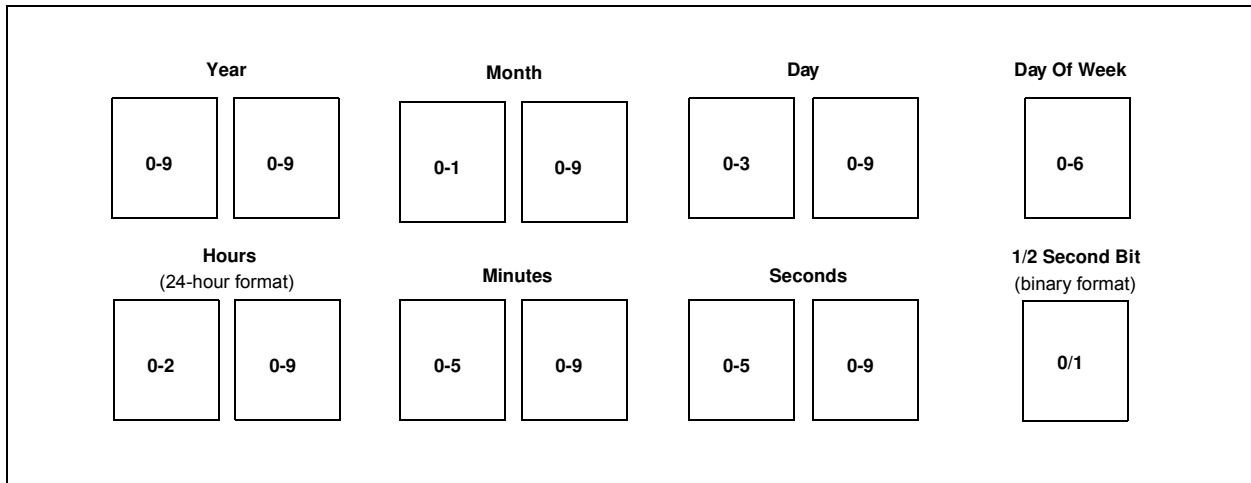 Year
Month
Day
Day Of Week
0-9
0-9
0-1
0-9
0-3
0-9
0-6
Hours
(24-hour format)
Minutes
Seconds
1/2 Second Bit
(binary format)
0-2
0-9
0-5
0-9
0-5
0-9
0/1